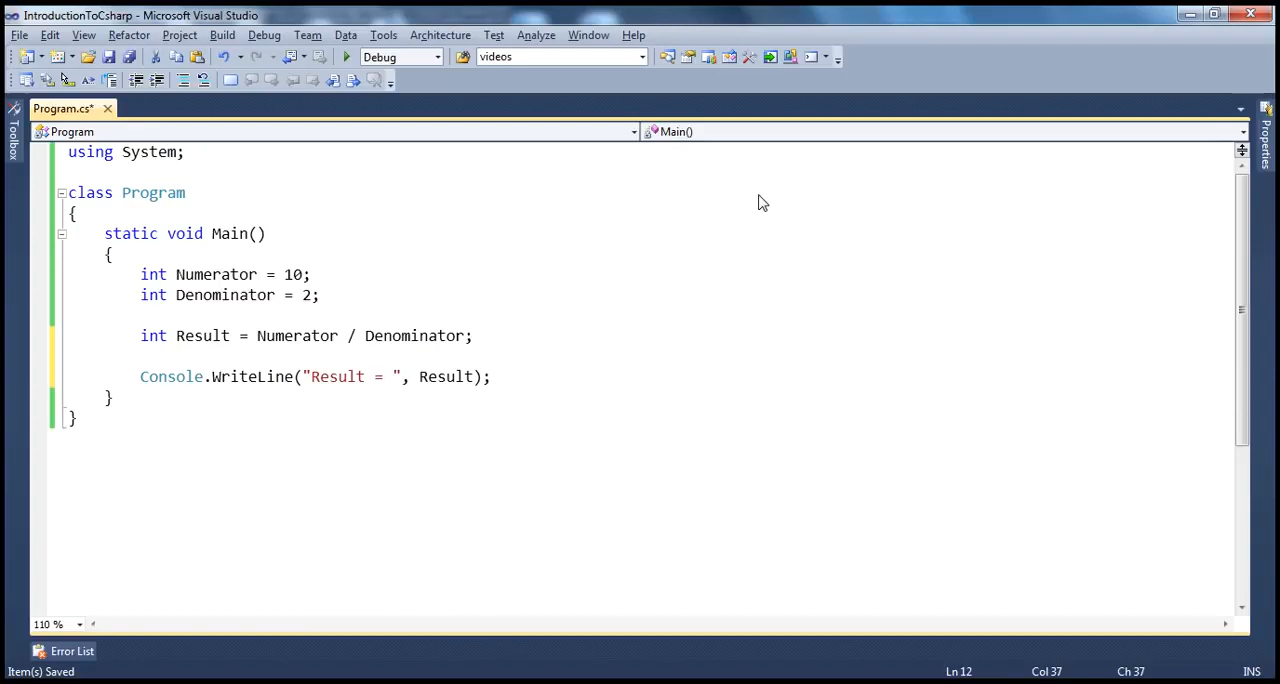 IntroductionToCsharp - Microsoft Visual Studio
File Edit View Refactor Project Build Debug Team Data Tools Architecture Test Analyze Window Help
Debug videos
Program.cs*
Program Main()
Toolbox
Properties
using System;
class Program
{
static void Main()
{
int Numerator = 10;
int Denominator = 2;
int Result = Numerator / Denominator;
Console.WriteLine("Result = ", Result);
}
}
110 %
Error List
Item(s) Saved Ln 12 Col 37 Ch 37 INS